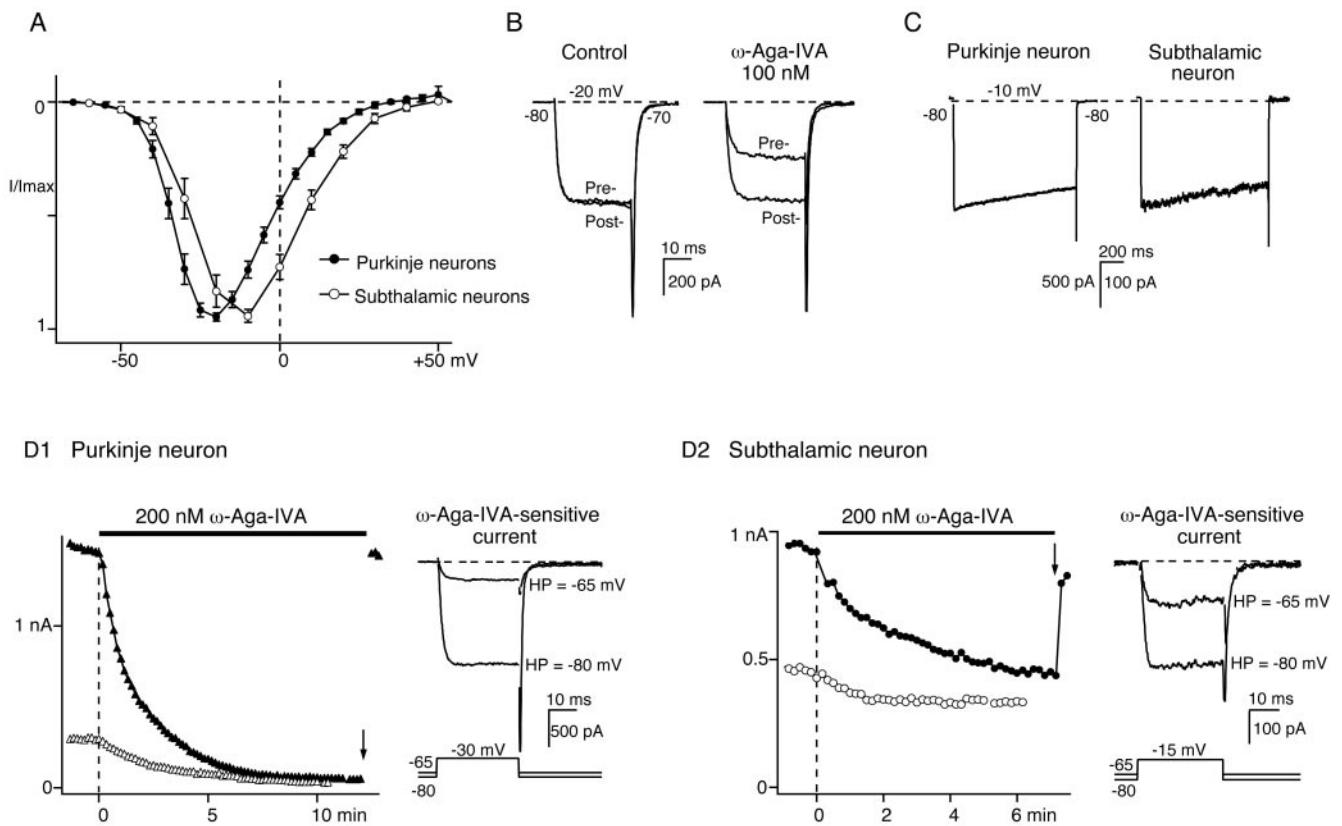 A
0
I/Imax
1
-50
0
+50 mV
Purkinje neurons
Subthalamic neurons
B
Control
ω-Aga-IVA
100 nM
-20 mV
-80
-70
Pre-
Post-
Pre-
Post-
10 ms
200 pA
C
Purkinje neuron
Subthalamic
neuron
-10 mV
-80
-80
200 ms
500 pA
100 pA
D1 Purkinje neuron
200 nM ω-Aga-IVA
1 nA
0
0
5
10 min
ω-Aga-IVA-sensitive
current
HP = -65 mV
HP = -80 mV
10 ms
500 pA
-30 mV
-65
-80
D2 Subthalamic neuron
200 nM ω-Aga-IVA
1 nA
0.5
0
0
2
4
6 min
ω-Aga-IVA-sensitive
current
HP = -65 mV
HP = -80 mV
10 ms
100 pA
-15 mV
-65
-80